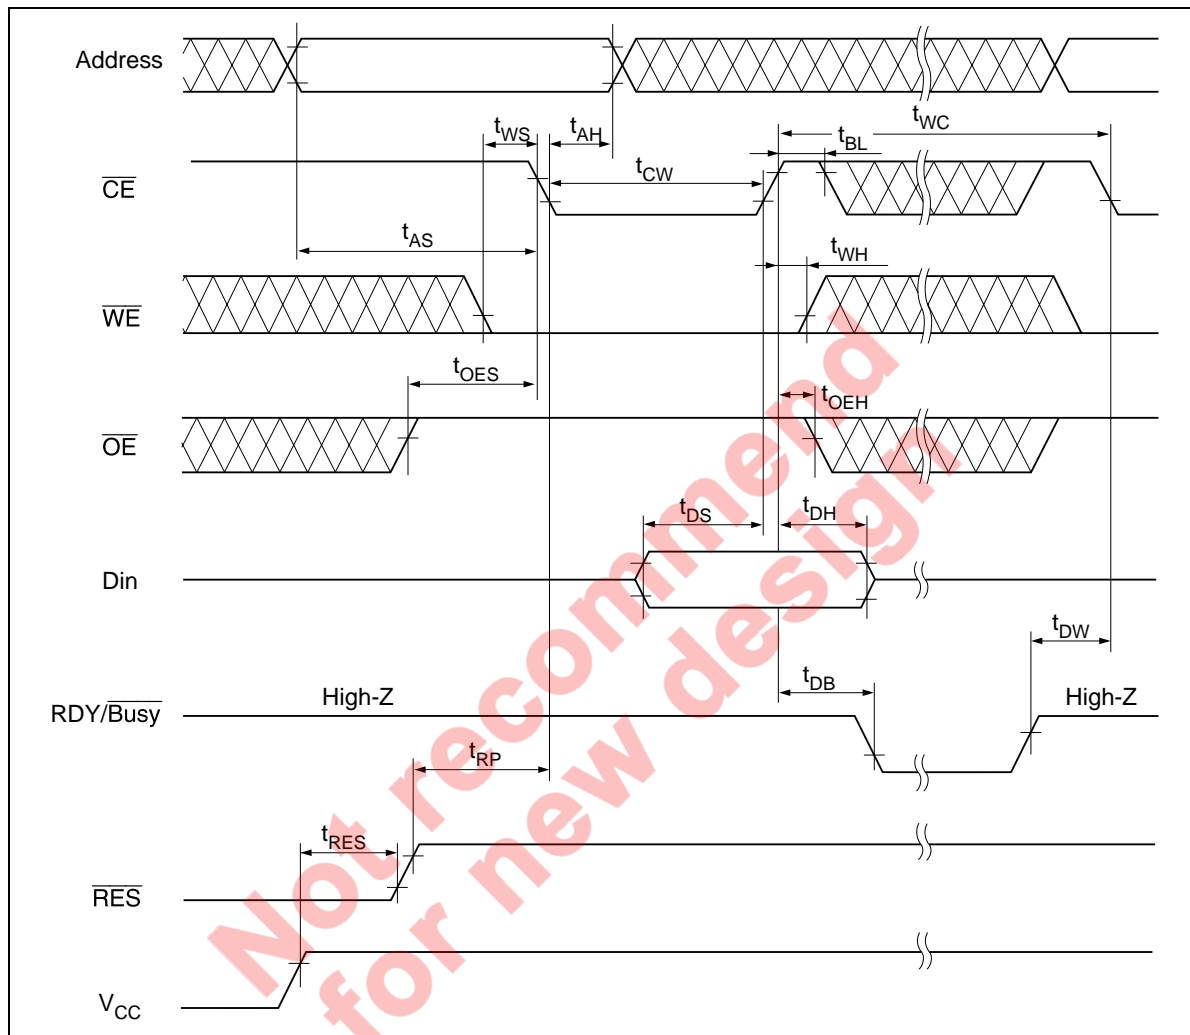 Address
tWS
tAH
tWC
tBL
CE
tCW
tAS
tWH
WE
tOES
tOEH
OE
tDS
tDH
Din
tDW
tDB
RDY/Busy
High-Z
High-Z
tRP
tRES
RES
VCC
Not recommend
for new design